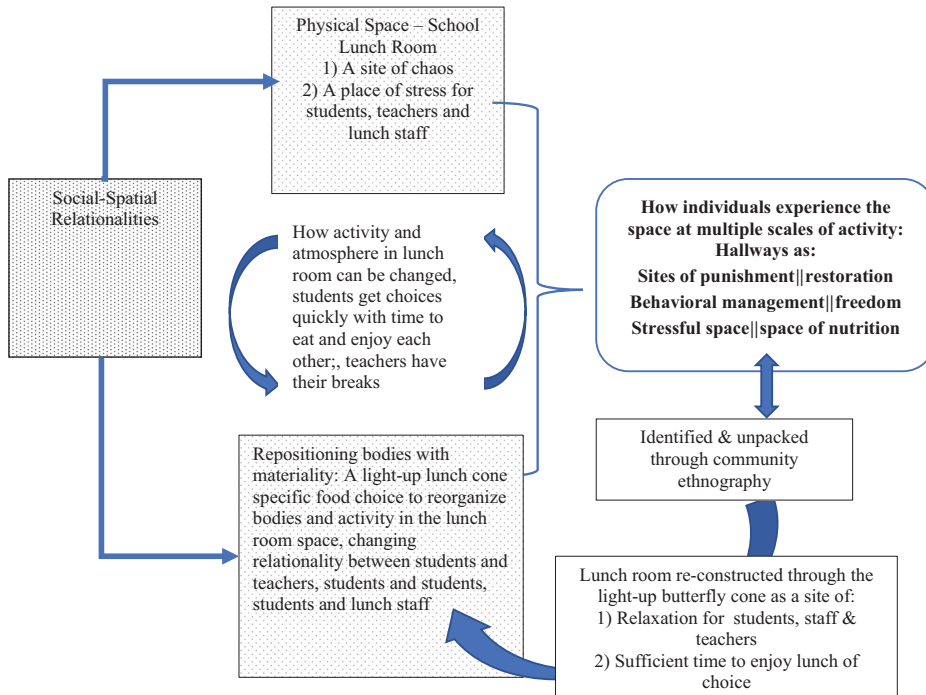 Physical Space – School
Lunch Room
1) A site of chaos
2) A place of stress for
students, teachers and
lunch staff
Social-Spatial
Relationalities
How activity and
atmosphere in lunch
room can be changed,
students get choices
quickly with time to
eat and enjoy each
other;, teachers have
their breaks
How individuals experience the
space at multiple scales of activity:
Hallways as:
Sites of punishment||restoration
Behavioral management||freedom
Stressful space||space of nutrition
Repositioning bodies with
materiality: A light-up lunch cone
specific food choice to reorganize
bodies and activity in the lunch
room space, changing
relationality between students and
teachers, students and students,
students and lunch staff
Identified & unpacked
through community
ethnography
Lunch room re-constructed through the
light-up butterfly cone as a site of:
1) Relaxation for students, staff &
teachers
2) Sufficient time to enjoy lunch of
choice